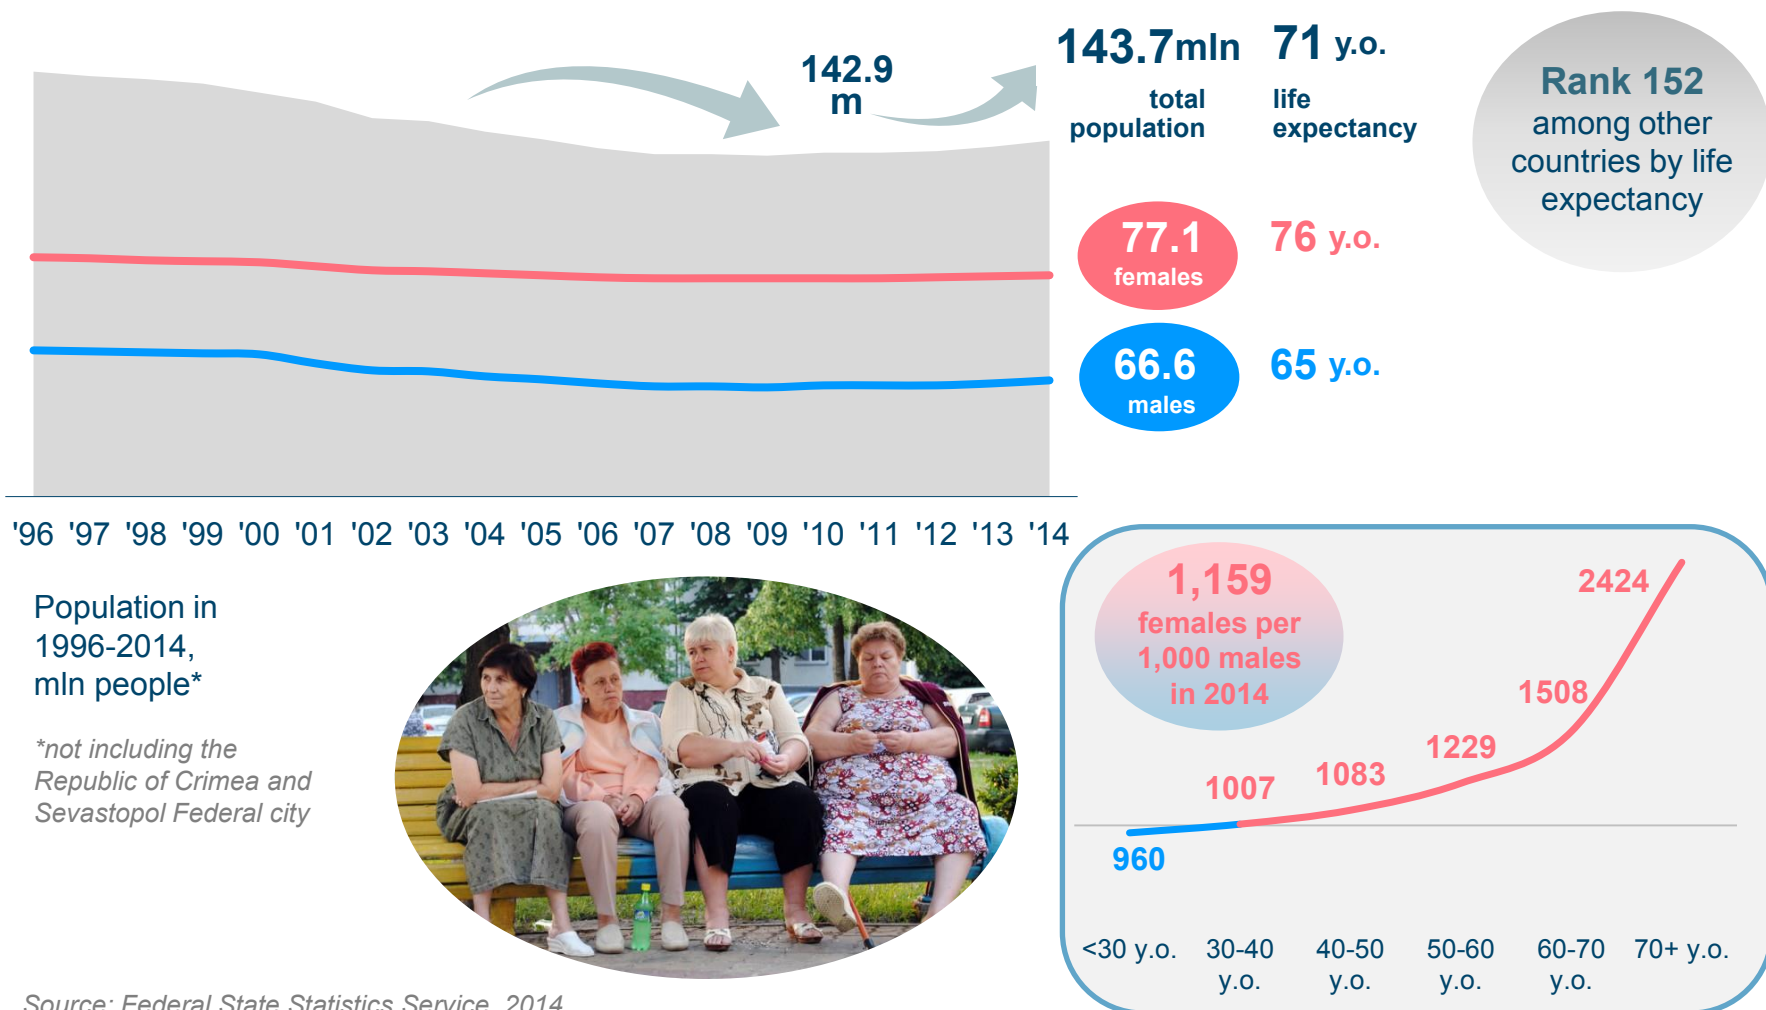 142.9
m
143.7mln
total
population
71 y.o.
life
expectancy
Rank 152
among other
countries by life
expectancy
77.1
females
76 y.o.
66.6
males
65 y.o.
'96 '97 '98 '99 '00 '01 '02 '03 '04 '05 '06 '07 '08 '09 '10 '11 '12 '13 '14
Population in
1996-2014,
mln people*
*not including the
Republic of Crimea and
Sevastopol Federal city
1,159
females per
1,000 males
in 2014
2424
1508
1229
1083
1007
960
<30 y.o.
30-40
y.o.
40-50
y.o.
50-60
y.o.
60-70
y.o.
70+ y.o.
Source: Federal State Statistics Service, 2014